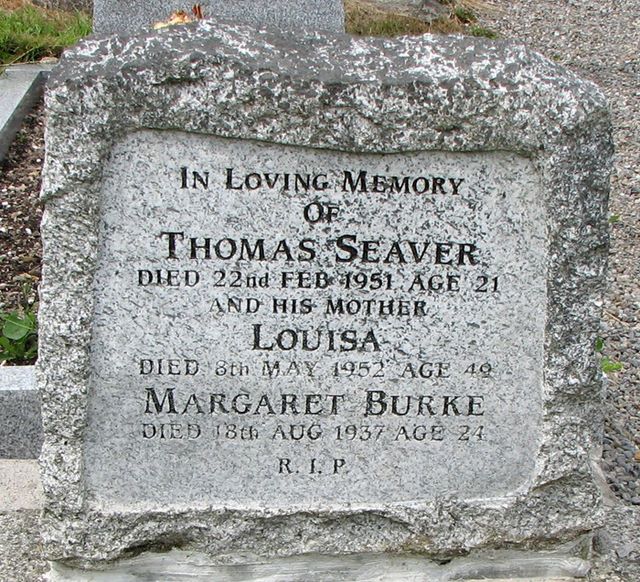 IN LOVING MEMORY
OF
THOMAS SEAVER
DIED 22nd FEB 1951 AGE 21
AND HIS MOTHER
LOUISA
DIED 8th MAY 1952 AGE 49
MARGARET BURKE
DIED 18th AUG 1937 AGE 24
R. I. P